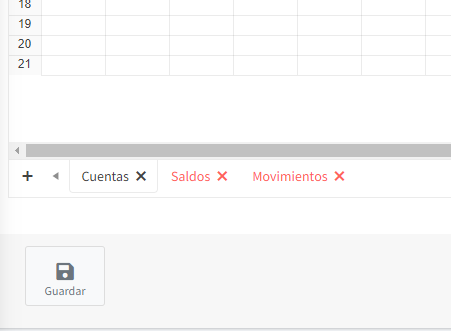 18
19
20
21
+ Cuentas ✕ Saldos ✕ Movimientos ✕
Guardar